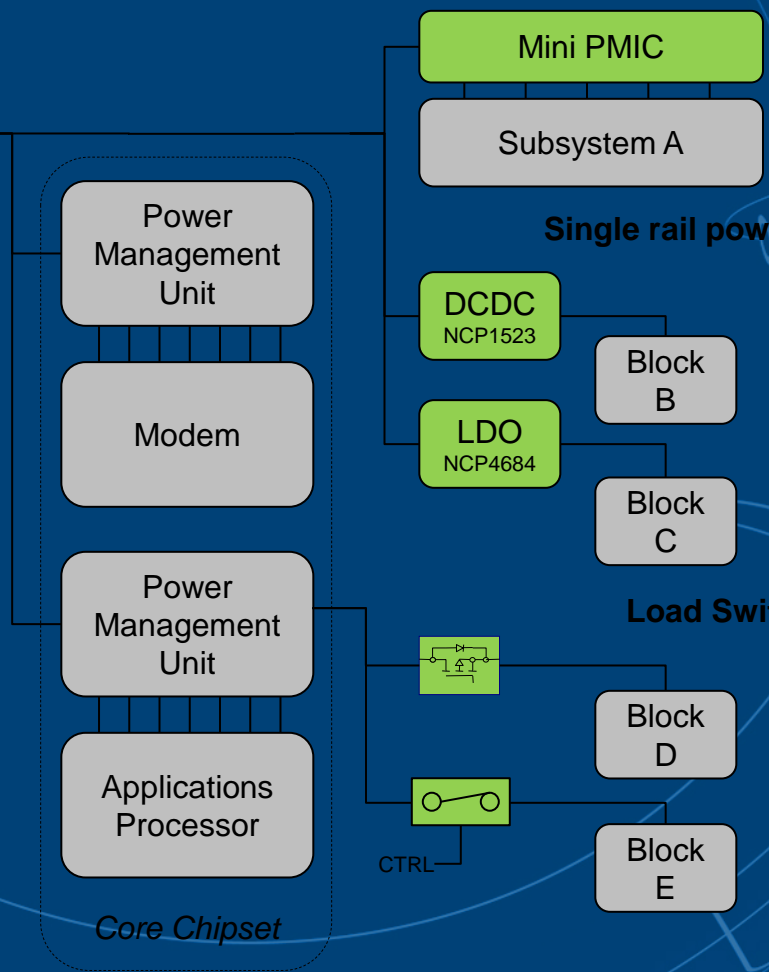 Mini PMIC
Subsystem A
Power
Management
Unit
Single rail pow
DCDC
NCP1523
Block
B
Modem
LDO
NCP4684
Block
C
Power
Management
Unit
Load Swi
Block
D
Applications
Processor
CTRL
Block
E
Core Chipset